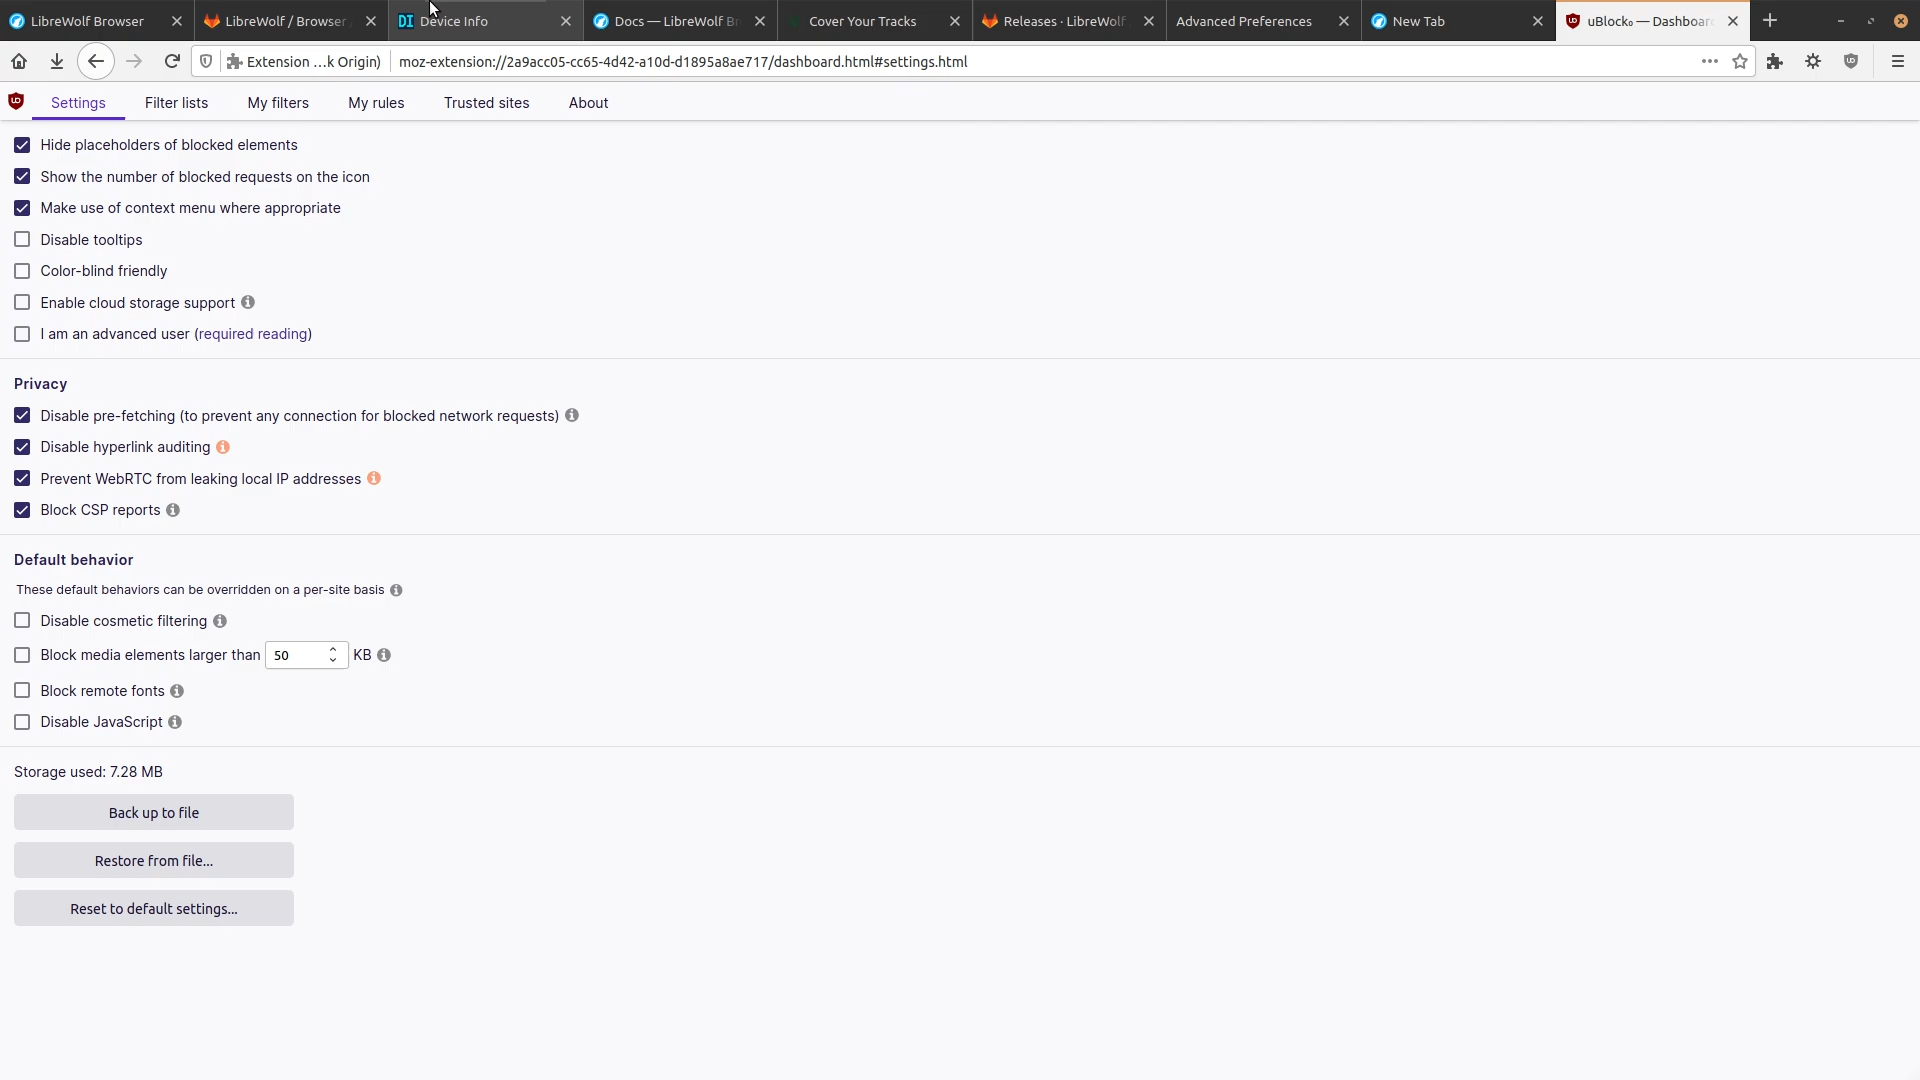 LibreWolf Browser
LibreWolf / Browser
DI Device Info
Docs — LibreWolf Br
Cover Your Tracks
Releases · LibreWolf
Advanced Preferences
New Tab
uBlock₀ — Dashboar
Extension ...k Origin) moz-extension://2a9acc05-cc65-4d42-a10d-d1895a8ae717/dashboard.html#settings.html
Settings Filter lists My filters My rules Trusted sites About
Hide placeholders of blocked elements
Show the number of blocked requests on the icon
Make use of context menu where appropriate
Disable tooltips
Color-blind friendly
Enable cloud storage support
I am an advanced user (required reading)
Privacy
Disable pre-fetching (to prevent any connection for blocked network requests)
Disable hyperlink auditing
Prevent WebRTC from leaking local IP addresses
Block CSP reports
Default behavior
These default behaviors can be overridden on a per-site basis
Disable cosmetic filtering
Block media elements larger than 50 KB
Block remote fonts
Disable JavaScript
Storage used: 7.28 MB
Back up to file
Restore from file...
Reset to default settings...